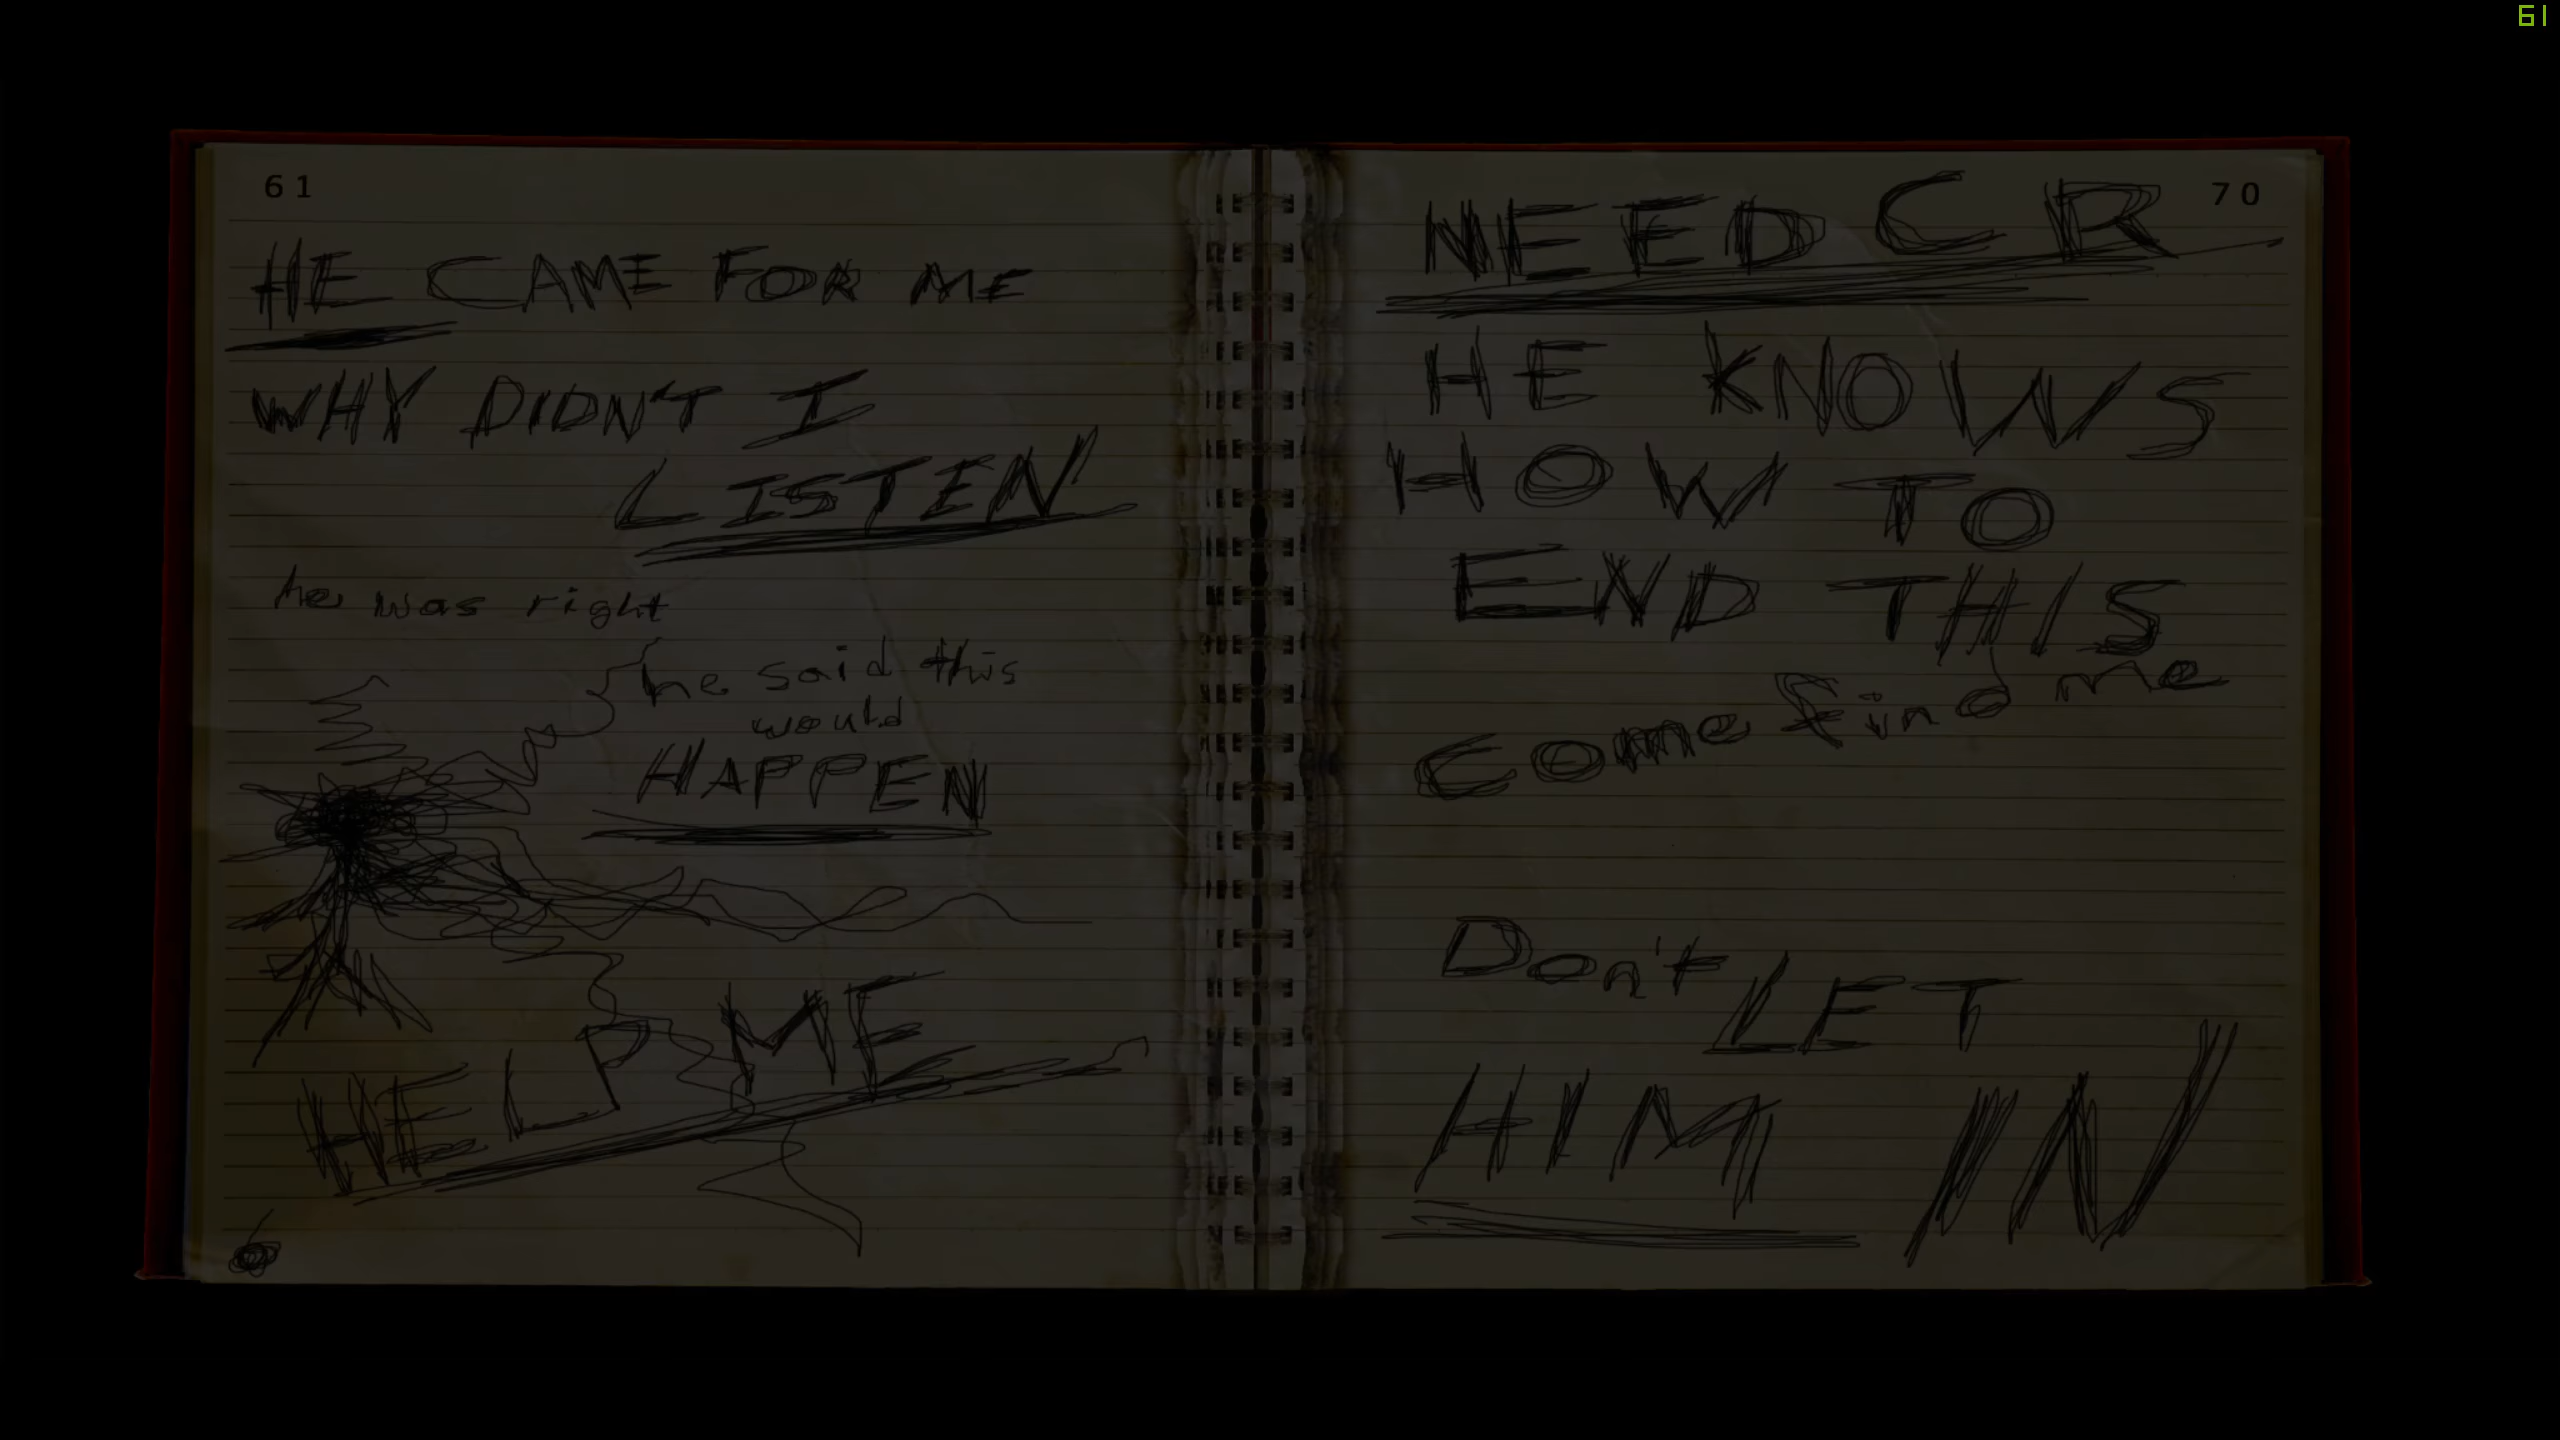 61
61
HE CAME FOR ME
WHY DIDN'T I
LISTEN
he was right
he said this
would
HAPPEN
HELP ME
70
NEED CR
HE KNOWS
HOW TO
END THIS
come find me
Don't LET
HIM IN